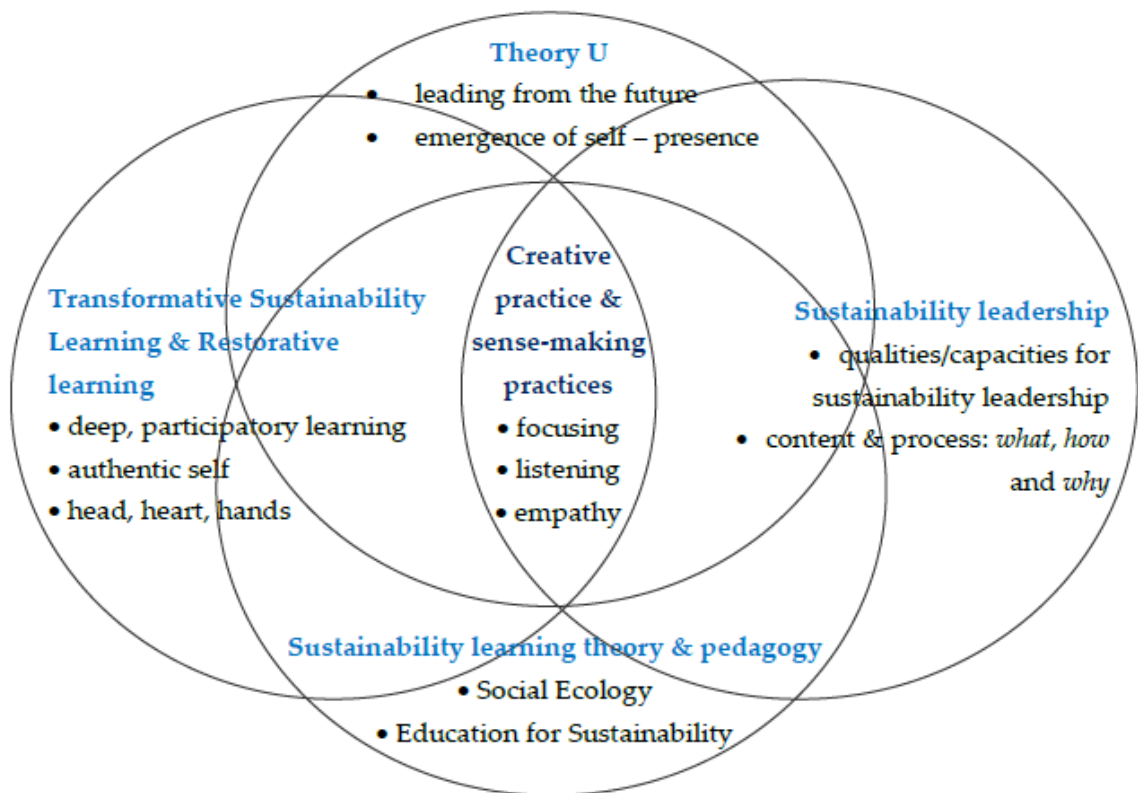 Theory U
• leading from the future
• emergence of self – presence
Transformative Sustainability
Learning & Restorative
learning
• deep, participatory learning
• authentic self
• head, heart, hands
Creative
practice &
sense-making
practices
• focusing
• listening
• empathy
Sustainability leadership
• qualities/capacities for
sustainability leadership
• content & process: what, how
and why
Sustainability learning theory & pedagogy
• Social Ecology
• Education for Sustainability